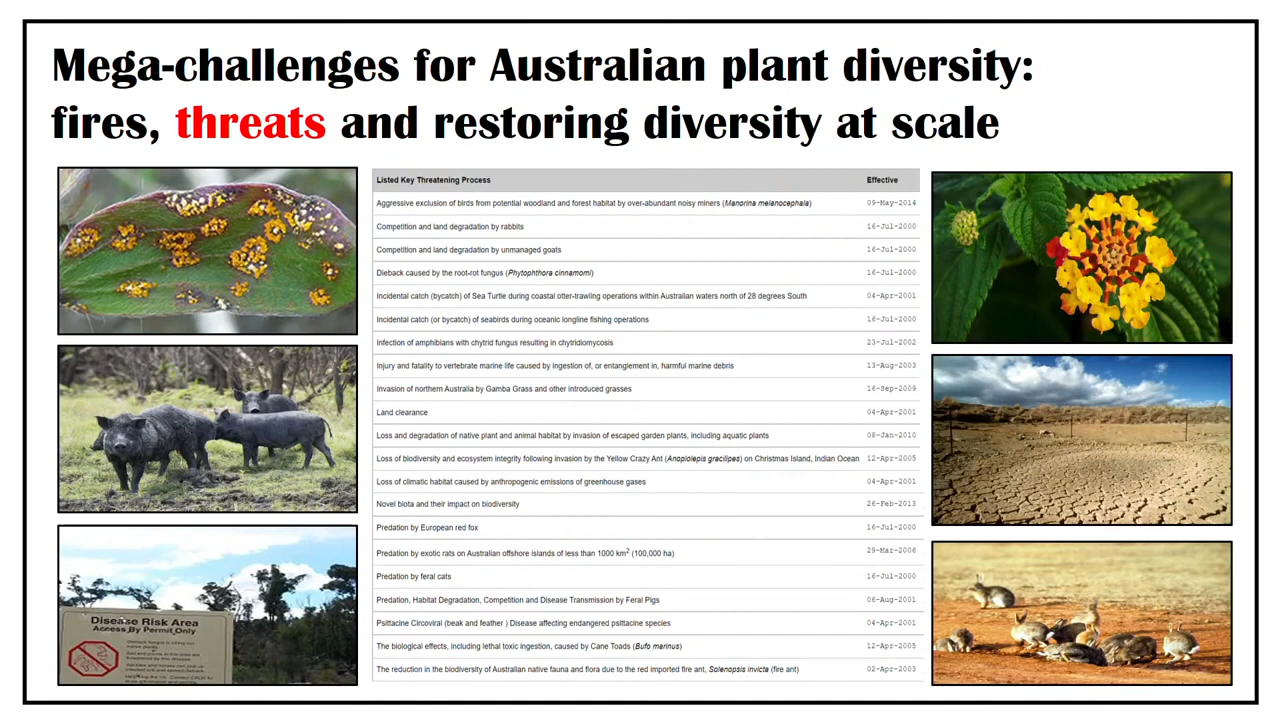 Mega-challenges for Australian plant diversity:
fires, threats and restoring diversity at scale
Listed Key Threatening Process Effective
Aggressive exclusion of birds from potential woodland and forest habitat by over-abundant noisy miners (Manorina melanocephala) 09-May-2014
Competition and land degradation by rabbits 16-Jul-2000
Competition and land degradation by unmanaged goats 16-Jul-2000
Dieback caused by the root-rot fungus (Phytophthora cinnamomi) 16-Jul-2000
Incidental catch (bycatch) of Sea Turtle during coastal otter-trawling operations within Australian waters north of 28 degrees South 04-Apr-2001
Incidental catch (or bycatch) of seabirds during oceanic longline fishing operations 16-Jul-2000
Infection of amphibians with chytrid fungus resulting in chytridiomycosis 23-Jul-2002
Injury and fatality to vertebrate marine life caused by ingestion of, or entanglement in, harmful marine debris 13-Aug-2003
Invasion of northern Australia by Gamba Grass and other introduced grasses 16-Sep-2009
Land clearance 04-Apr-2001
Loss and degradation of native plant and animal habitat by invasion of escaped garden plants, including aquatic plants 08-Jan-2010
Loss of biodiversity and ecosystem integrity following invasion by the Yellow Crazy Ant (Anoplolepis gracilipes) on Christmas Island, Indian Ocean 12-Apr-2005
Loss of climatic habitat caused by anthropogenic emissions of greenhouse gases 04-Apr-2001
Novel biota and their impact on biodiversity 26-Feb-2013
Predation by European red fox 16-Jul-2000
Predation by exotic rats on Australian offshore islands of less than 1000 km² (100,000 ha) 29-Mar-2006
Predation by feral cats 16-Jul-2000
Predation, Habitat Degradation, Competition and Disease Transmission by Feral Pigs 06-Aug-2001
Psittacine Circoviral (beak and feather ) Disease affecting endangered psittacine species 04-Apr-2001
The biological effects, including lethal toxic ingestion, caused by Cane Toads (Bufo marinus) 12-Apr-2005
The reduction in the biodiversity of Australian native fauna and flora due to the red imported fire ant, Solenopsis invicta (fire ant) 02-Apr-2003
Disease Risk Area
Access By Permit Only